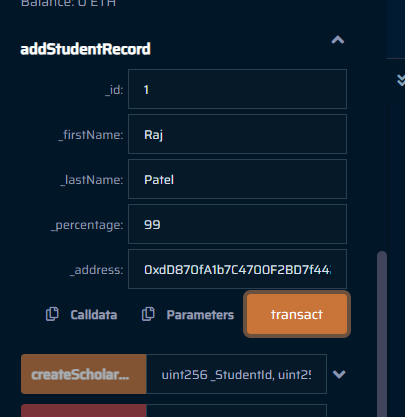 Balance: 0 ETH
addStudentRecord
_id: 1
_firstName: Raj
_lastName: Patel
_percentage: 99
_address: 0xdD870fA1b7C4700F2BD7f44
Calldata Parameters transact
createScholar... uint256 _StudentId, uint25